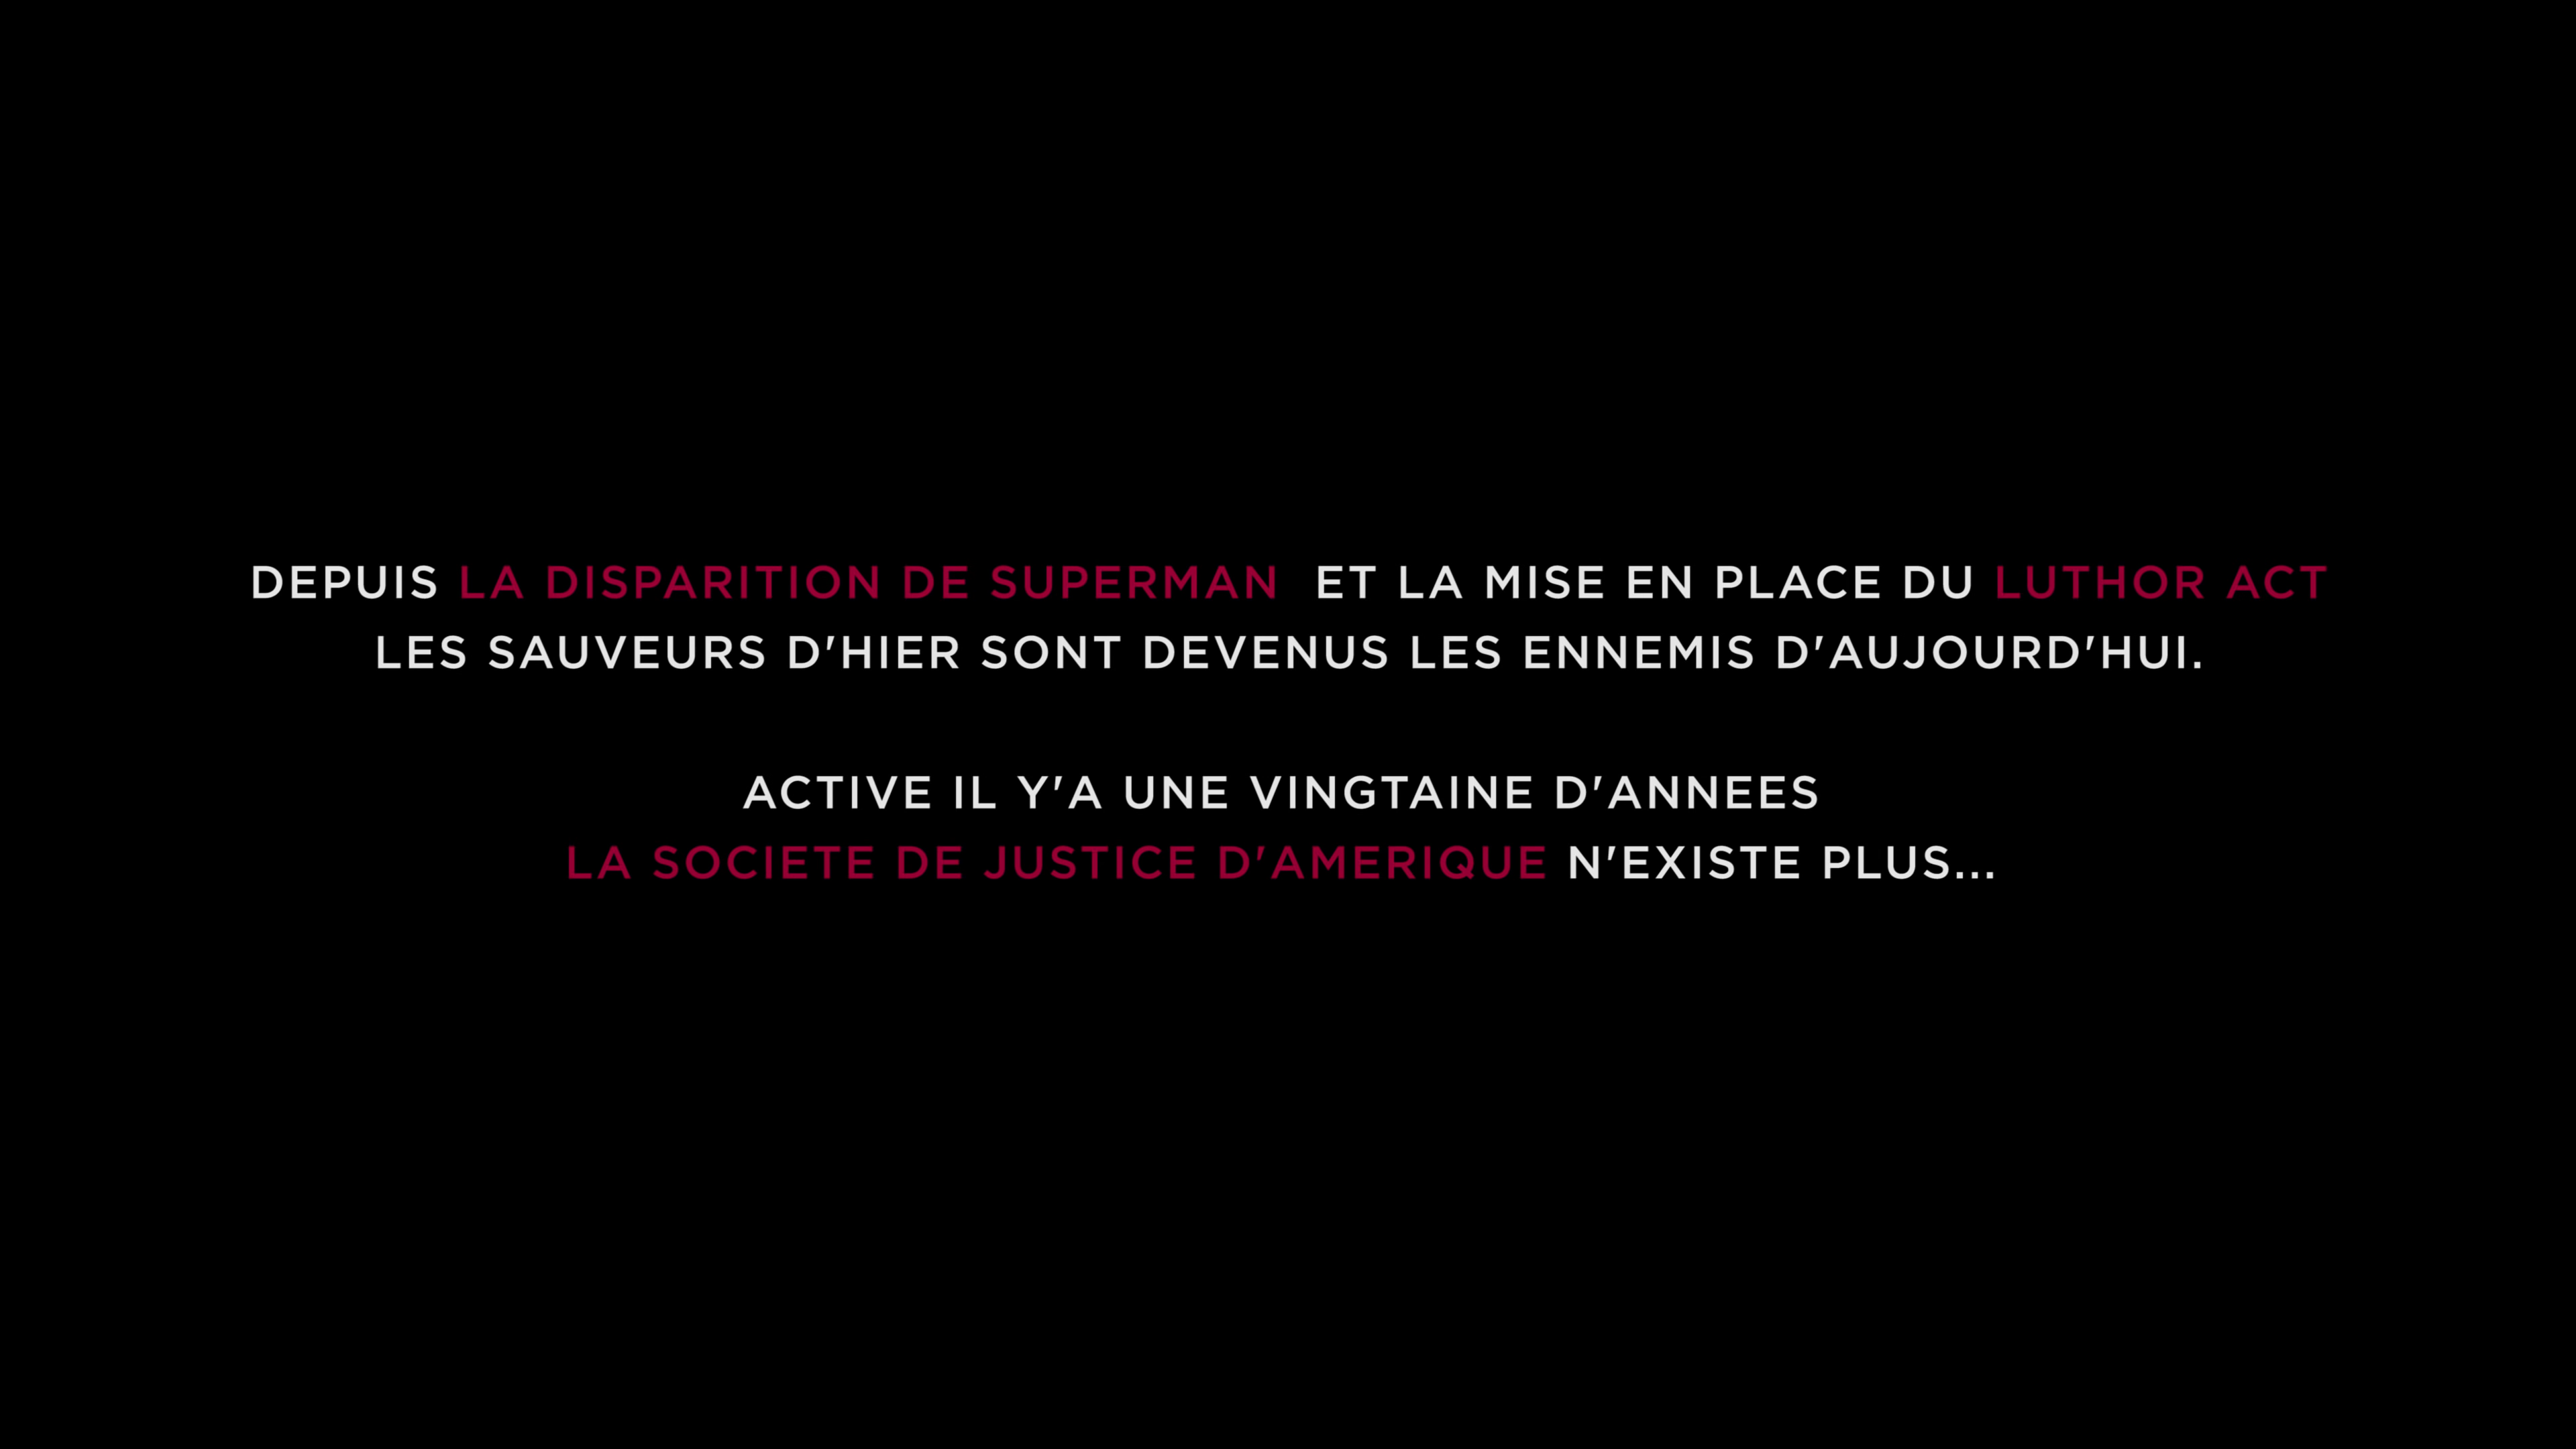 DEPUIS LA DISPARITION DE SUPERMAN ET LA MISE EN PLACE DU LUTHOR ACT
LES SAUVEURS D'HIER SONT DEVENUS LES ENNEMIS D'AUJOURD'HUI.
ACTIVE IL Y'A UNE VINGTAINE D'ANNEES
LA SOCIETE DE JUSTICE D'AMERIQUE N'EXISTE PLUS...